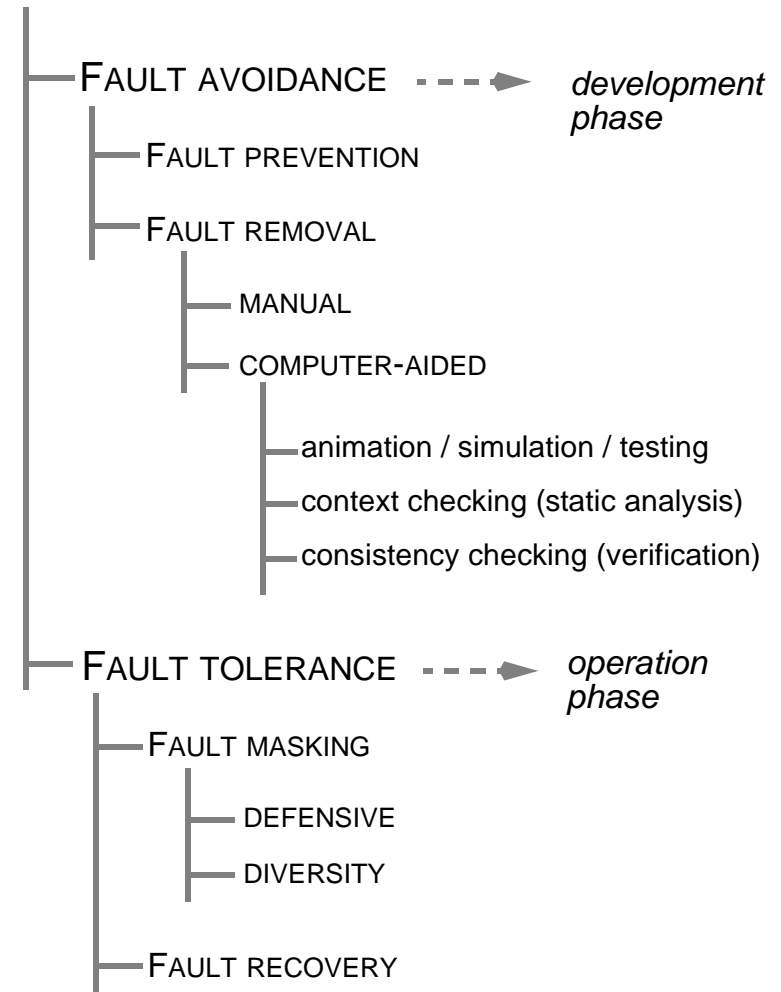 FAULT AVOIDANCE
development
phase
FAULT PREVENTION
FAULT REMOVAL
MANUAL
COMPUTER-AIDED
animation / simulation / testing
context checking (static analysis)
consistency checking (verification)
FAULT TOLERANCE
operation
phase
FAULT MASKING
DEFENSIVE
DIVERSITY
FAULT RECOVERY